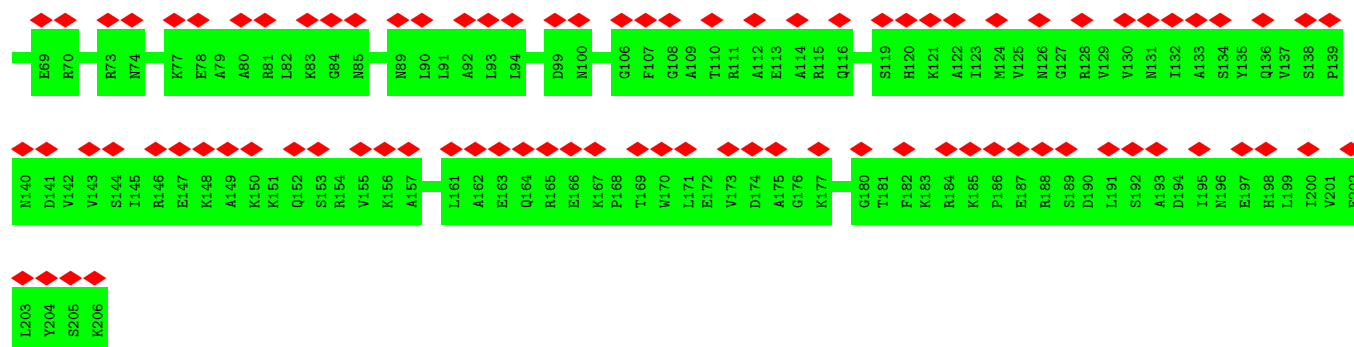 E69 R70 R73 N74 K77 E78 A79 A80 R81 L82 K83 G84 N85 N89 L90 L91 A92 L93 L94 D99 N100 G106 F107 G108 A109 T110 R111 A112 E113 A114 R115 Q116 S119 H120 K121 A122 I123 M124 V125 N126 G127 R128 V129 V130 N131 I132 A133 S134 Y135 Q136 V137 S138 P139
N140 D141 V142 V143 S144 I145 R146 E147 K148 A149 K150 K151 Q152 S153 R154 V155 K156 A157 L161 A162 E163 Q164 R165 E166 K167 P168 T169 W170 L171 E172 V173 D174 A175 G176 K177 G180 T181 F182 K183 R184 K185 P186 E187 R188 S189 D190 L191 S192 A193 D194 I195 N196 E197 H198 L199 I200 V201
L203 Y204 S205 K206